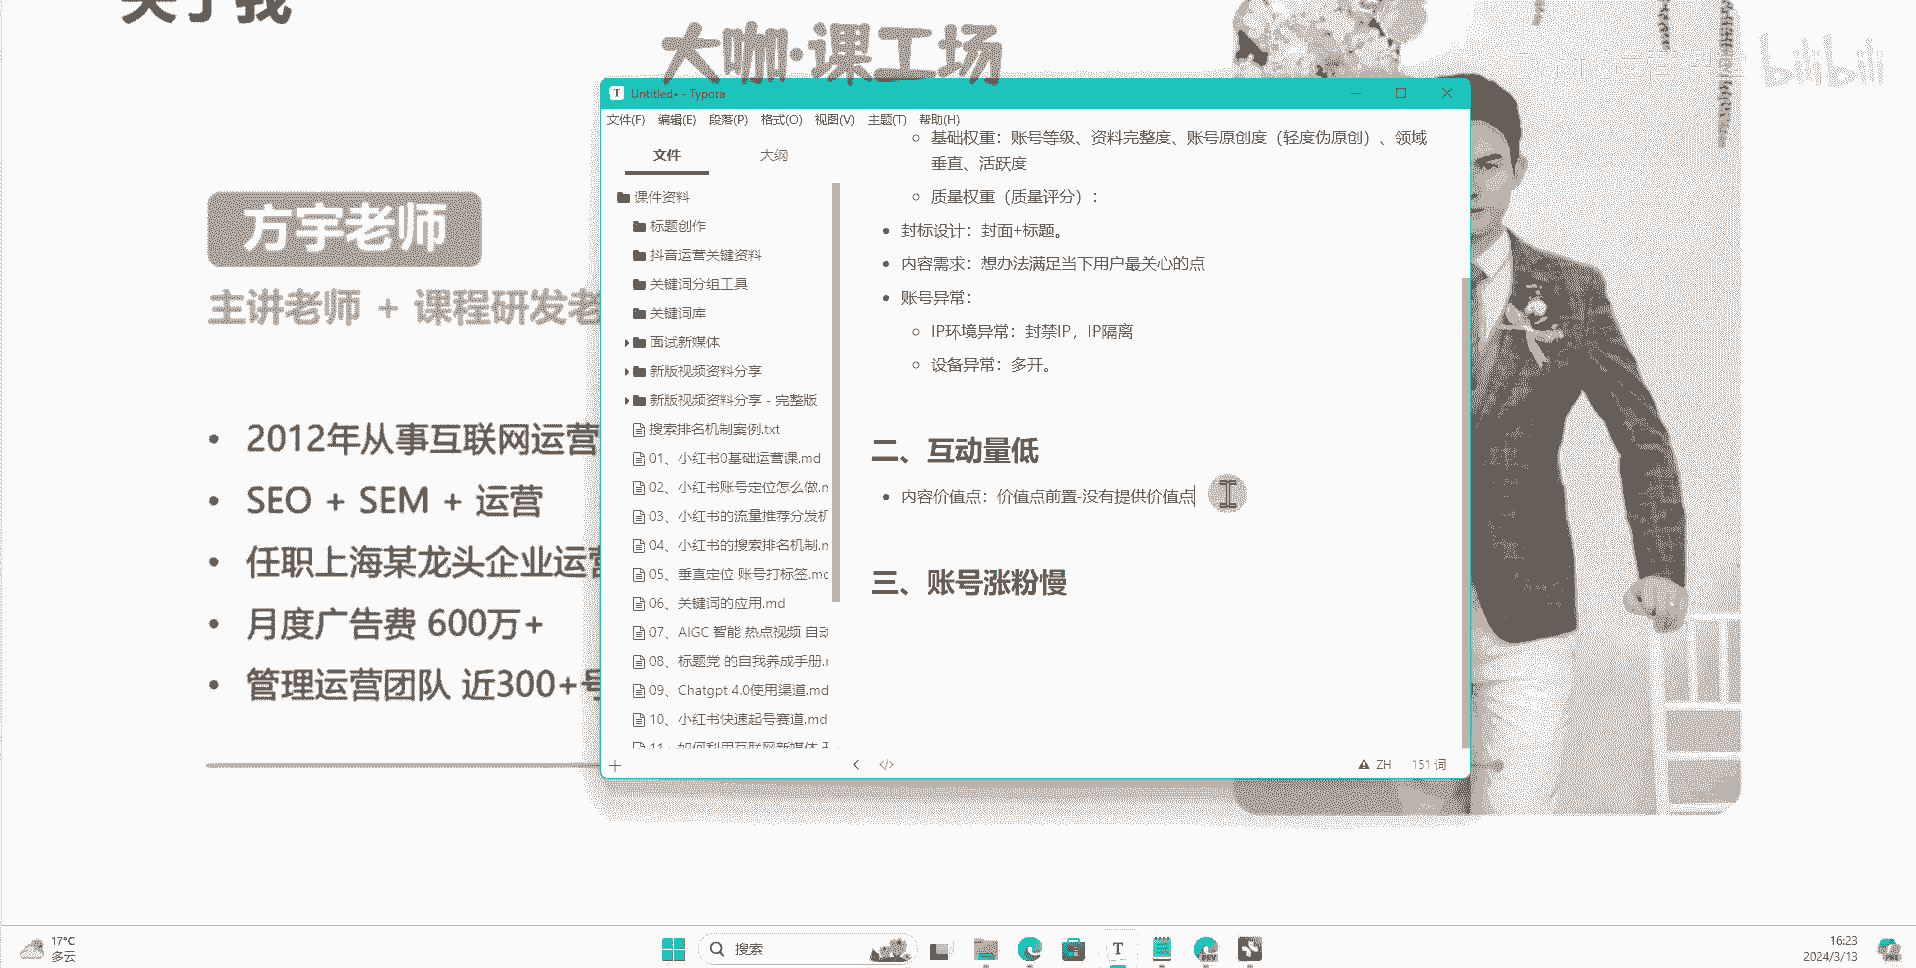 关于我
大咖·课工场
bilibili
方宇老师
主讲老师 + 课程研发老
2012年从事互联网运营
SEO + SEM + 运营
任职上海某龙头企业运营
月度广告费 600万+
管理运营团队 近300+号
Untitled• - Typora
文件(F) 编辑(E) 段落(P) 格式(O) 视图(V) 主题(T) 帮助(H)
文件 大纲
课件资料
标题创作
抖音运营关键资料
关键词分组工具
关键词库
面试新媒体
新版视频资料分享
新版视频资料分享 - 完整版
搜索排名机制案例.txt
01、小红书0基础运营课.md
02、小红书账号定位怎么做.m
03、小红书的流量推荐分发机
04、小红书的搜索排名机制.m
05、垂直定位 账号打标签.md
06、关键词的应用.md
07、AIGC 智能 热点视频 自动
08、标题党 的自我养成手册.m
09、Chatgpt 4.0使用渠道.md
10、小红书快速起号赛道.md
11、如何利用互联网新媒体
基础权重：账号等级、资料完整度、账号原创度（轻度伪原创）、领域
垂直、活跃度
质量权重（质量评分）：
封标设计：封面+标题。
内容需求：想办法满足当下用户最关心的点
账号异常：
IP环境异常：封禁IP，IP隔离
设备异常：多开。
二、互动量低
内容价值点：价值点前置-没有提供价值点
三、账号涨粉慢
ZH 151 词
17°C
多云
搜索
16:23
2024/3/13